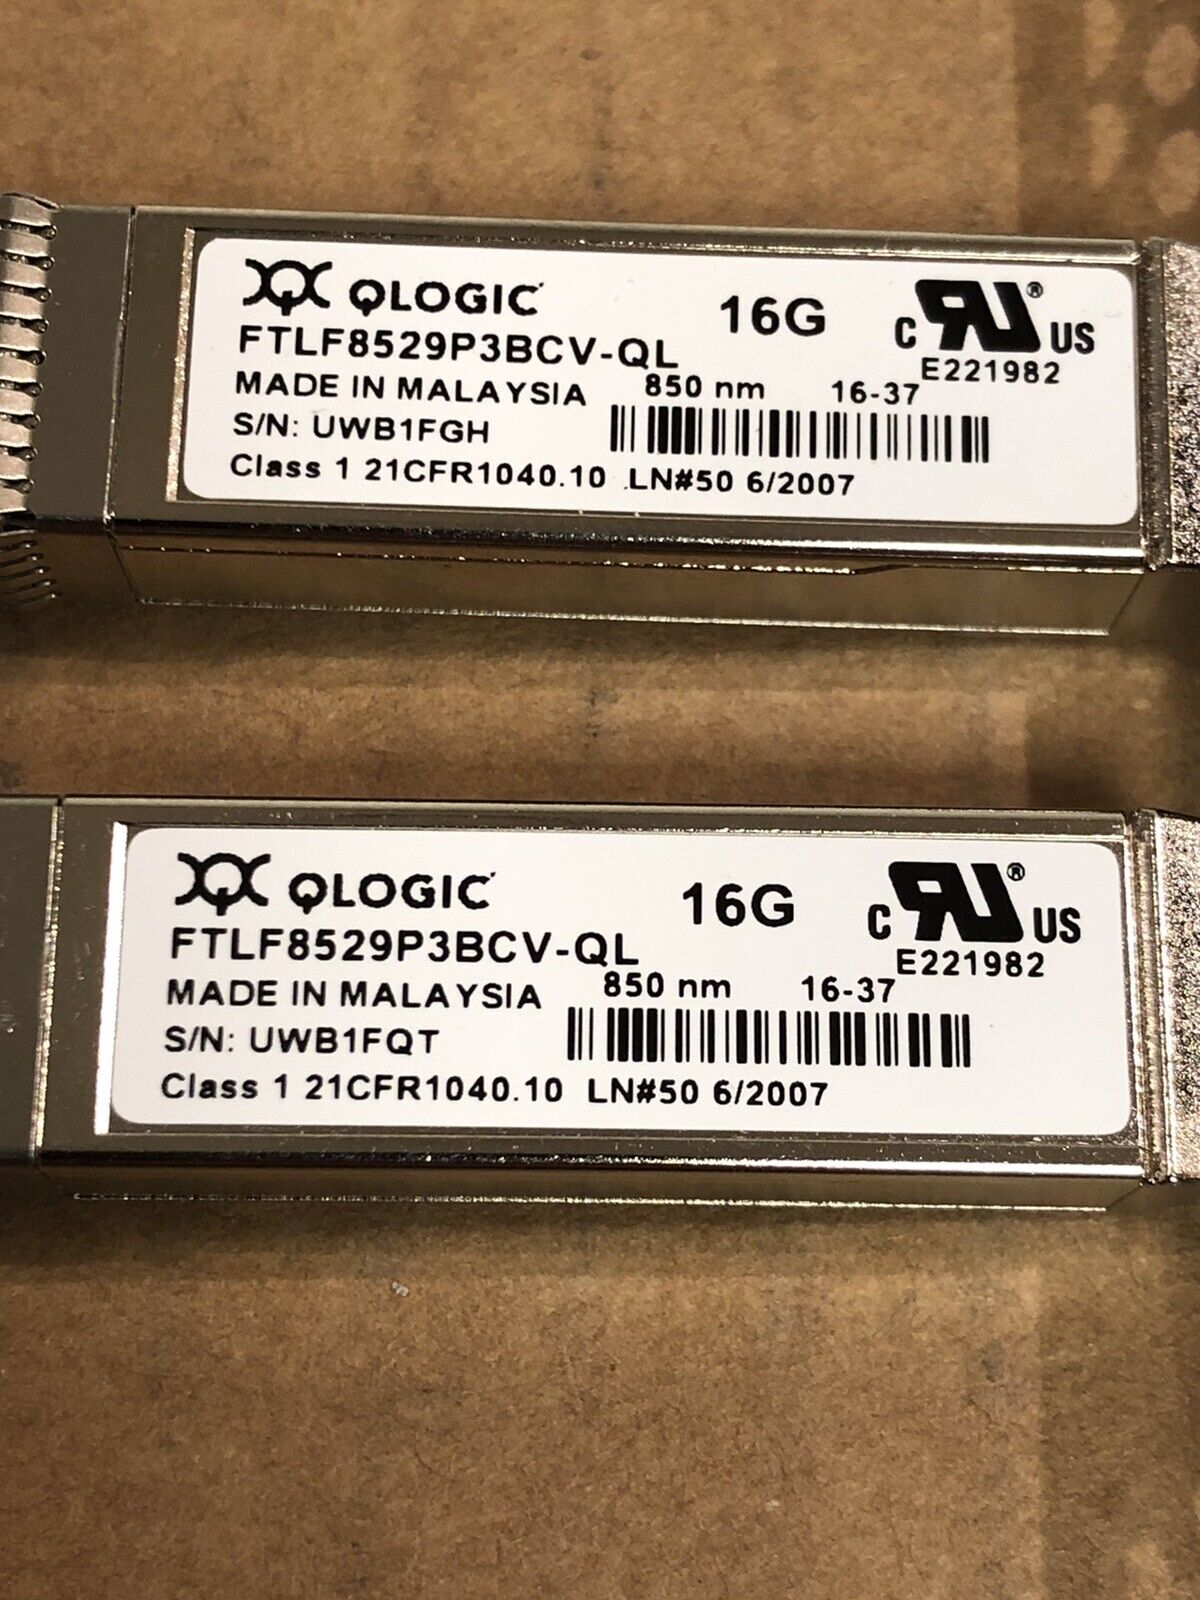 QLOGIC 16G
FTLF8529P3BCV-QL C RU® US
E221982
MADE IN MALAYSIA 850 nm 16-37
S/N: UWB1FGH
Class 1 21CFR1040.10 LN#50 6/2007
QLOGIC 16G
FTLF8529P3BCV-QL C RU® US
E221982
MADE IN MALAYSIA 850 nm 16-37
S/N: UWB1FQT
Class 1 21CFR1040.10 LN#50 6/2007